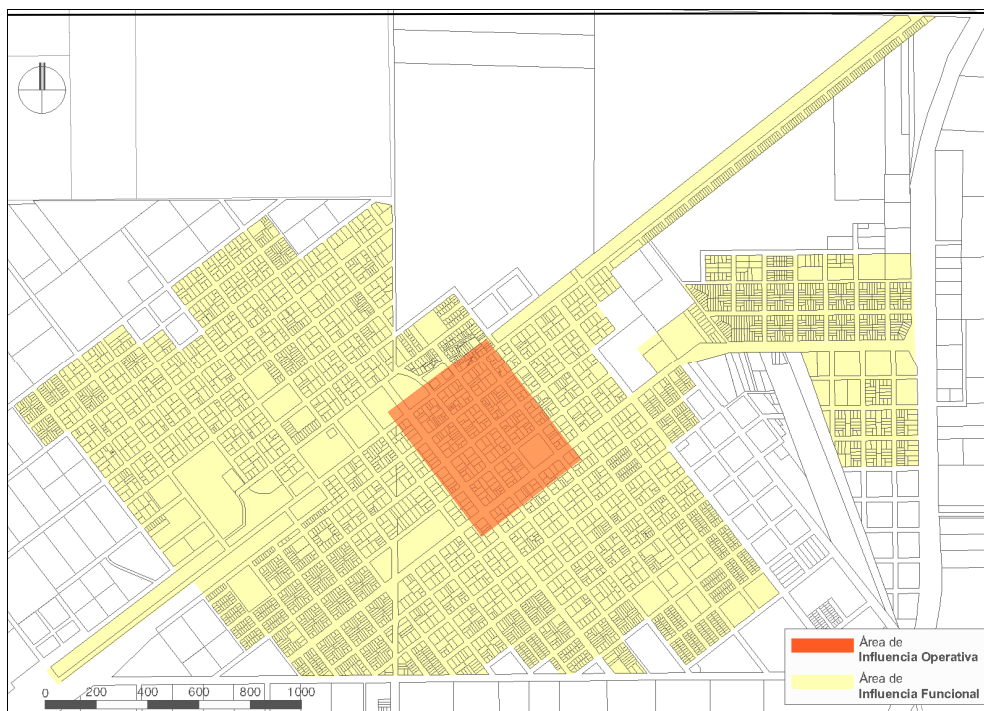 Área de
Influencia Operativa
Área de
Influencia Funcional
0 200 400 600 800 1000